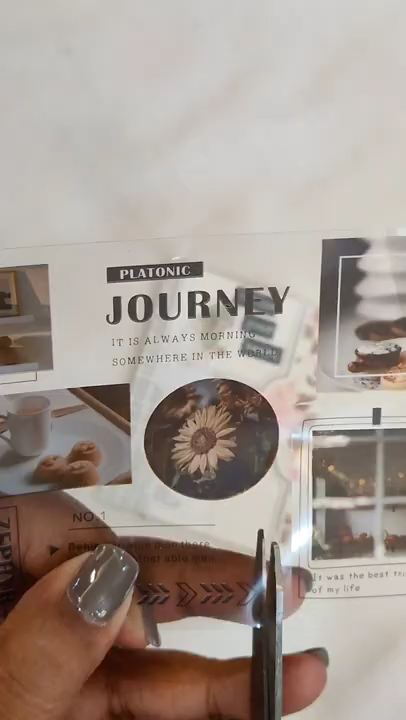 PLATONIC
JOURNEY
IT IS ALWAYS MORNING
SOMEWHERE IN THE WORLD
NO.1
It was the best
of my life